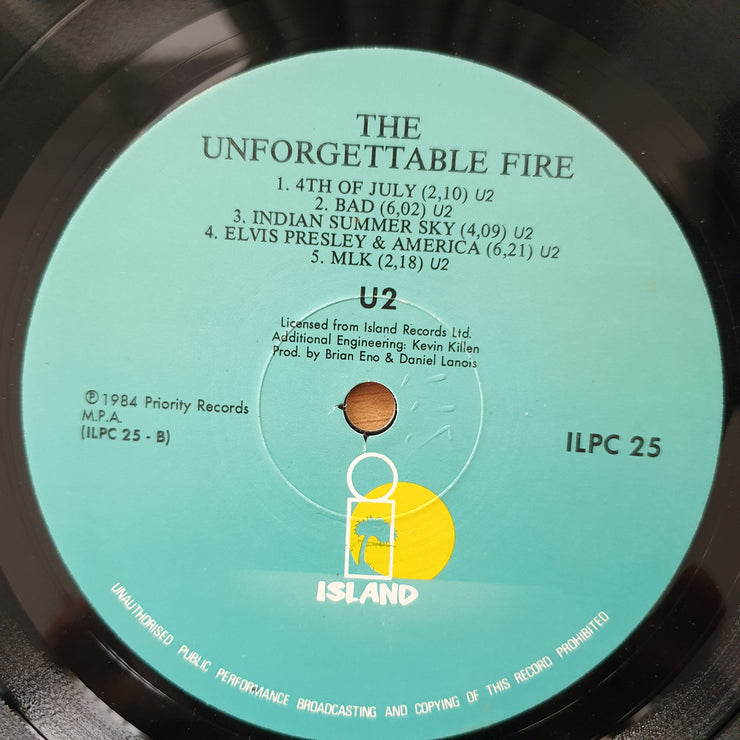 THE
UNFORGETTABLE FIRE
1. 4TH OF JULY (2,10) U2
2. BAD (6,02) U2
3. INDIAN SUMMER SKY (4,09) U2
4. ELVIS PRESLEY & AMERICA (6,21) U2
5. MLK (2,18) U2
U2
Licensed from Island Records Ltd.
Additional Engineering: Kevin Killen
Prod. by Brian Eno & Daniel Lanois
℗1984 Priority Records
M.P.A.
(ILPC 25 - B)
ILPC 25
ISLAND
UNAUTHORISED PUBLIC PERFORMANCE BROADCASTING AND COPYING OF THIS RECORD PROHIBITED